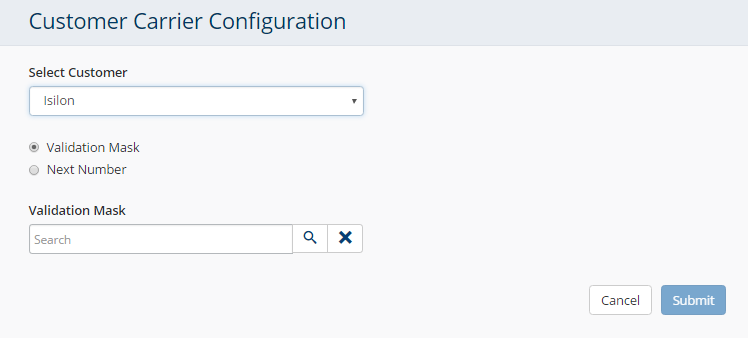 Customer Carrier Configuration
Select Customer
Isilon
Validation Mask
Next Number
Validation Mask
Search
Cancel Submit